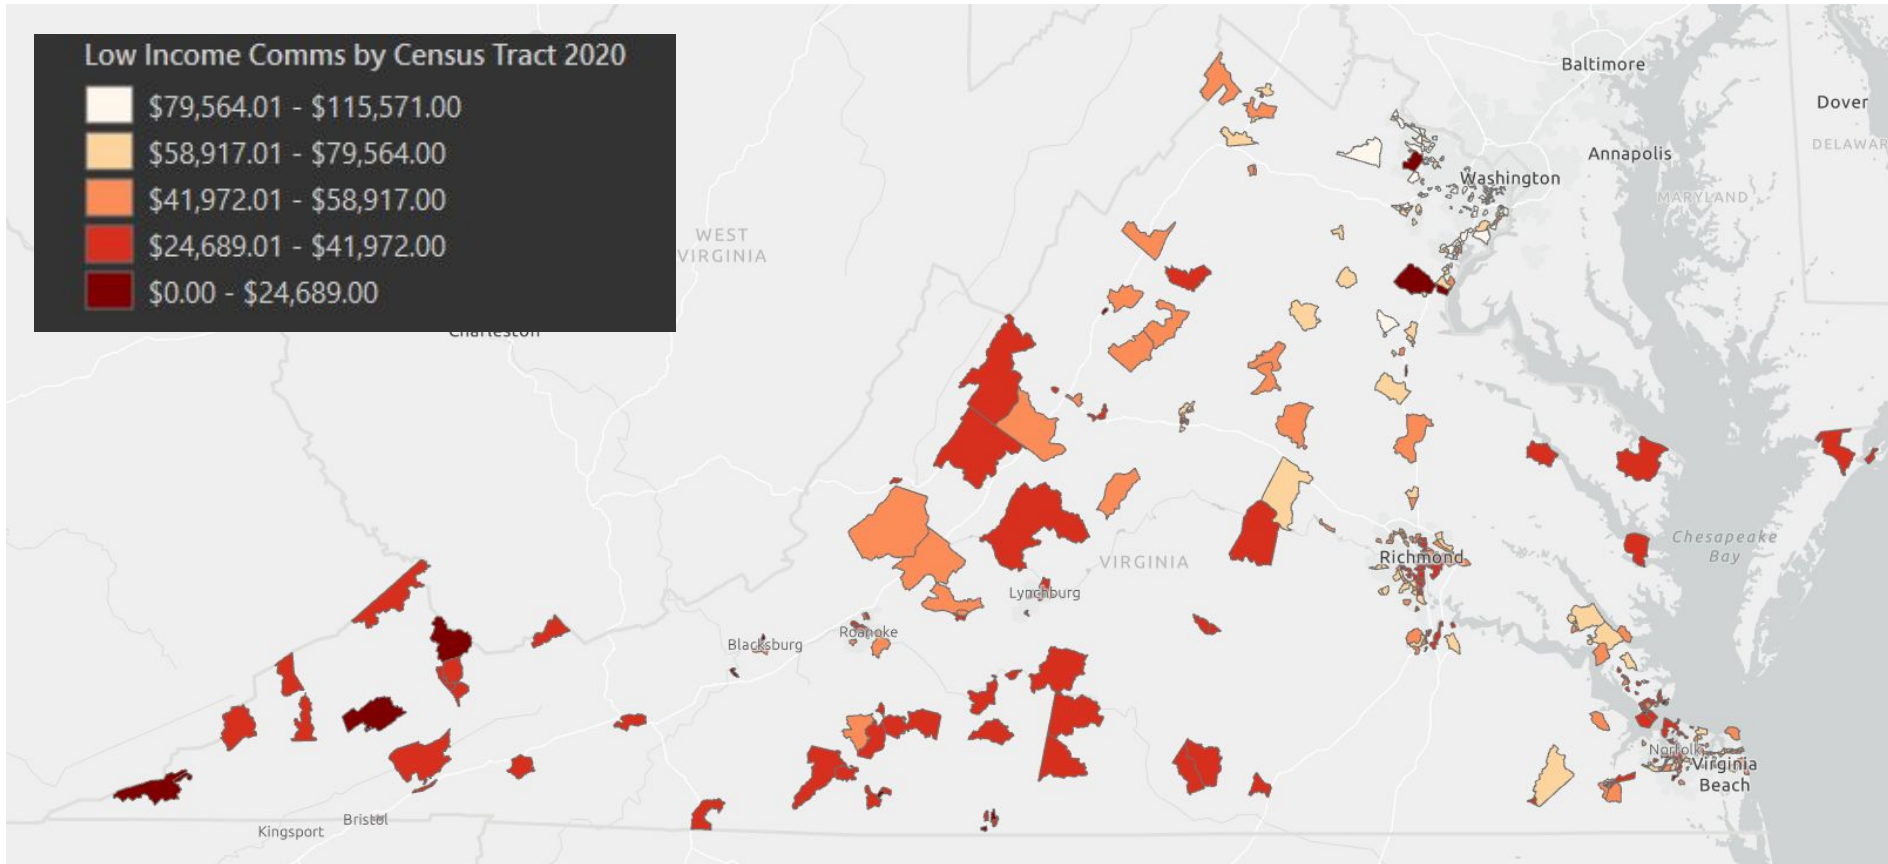 Low Income Comms by Census Tract 2020
$79,564.01 - $115,571.00
$58,917.01 - $79,564.00
$41,972.01 - $58,917.00
$24,689.01 - $41,972.00
$0.00 - $24,689.00
Baltimore
Dover
DELAWAR
Annapolis
Washington
MARYLAND
WEST
VIRGINIA
Charleston
Chesapeake
Bay
Richmond
VIRGINIA
Lynchburg
Roanoke
Blacksburg
Norfolk
Virginia
Beach
Bristol
Kingsport